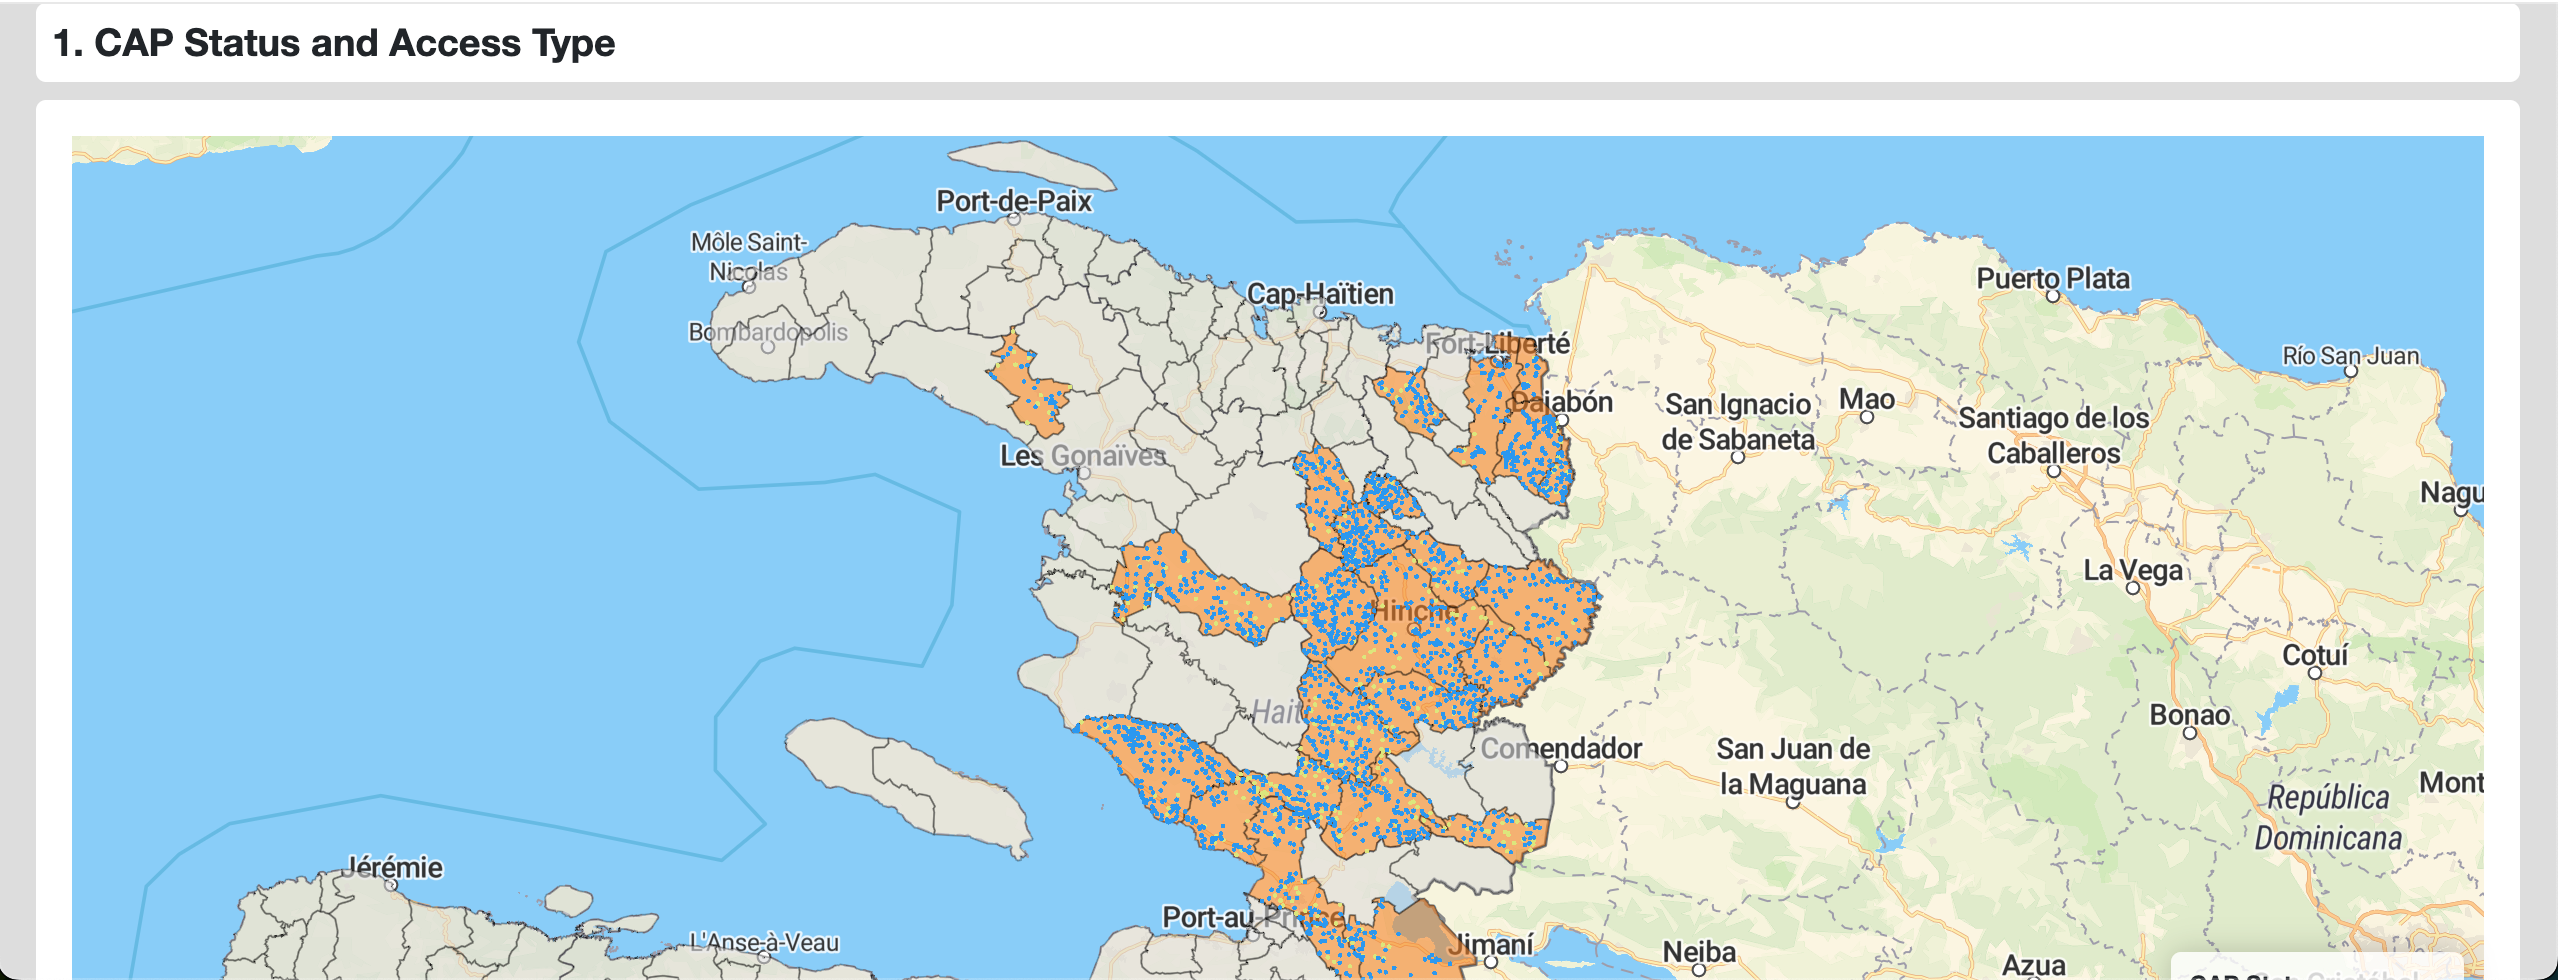 1. CAP Status and Access Type
Port-de-Paix
Môle Saint-
Nicolas
Bombardopolis
Cap-Haïtien
Fort-Liberté
Puerto Plata
Río San Juan
Dajabón
San Ignacio
de Sabaneta
Mao
Santiago de los
Caballeros
Les Gonaïves
Nagu
La Vega
Hinche
Cotuí
Haiti
Bonao
Comendador
San Juan de
la Maguana
Mont
República
Dominicana
Jérémie
Port-au-Prince
L'Anse-à-Veau
Jimaní
Neiba
Azua